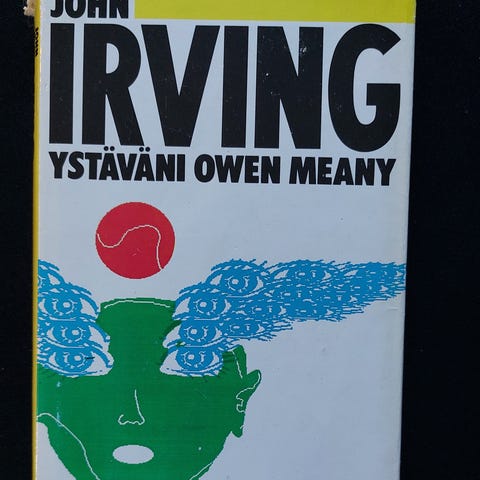 JOHN
IRVING
YSTÄVÄNI OWEN MEANY